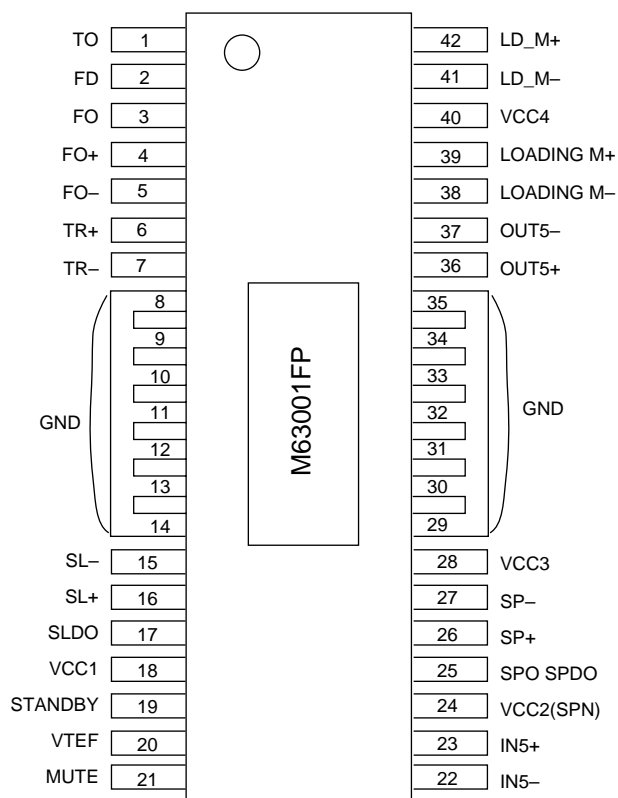 TO 1 42 LD_M+
FD 2 41 LD_M–
FO 3 40 VCC4
FO+ 4 39 LOADING M+
FO– 5 38 LOADING M–
TR+ 6 37 OUT5–
TR– 7 36 OUT5+
8 35
9 34
10 33
GND 11 32 GND
12 31
13 30
14 29
M63001FP
SL– 15 28 VCC3
SL+ 16 27 SP–
SLDO 17 26 SP+
VCC1 18 25 SPO SPDO
STANDBY 19 24 VCC2(SPN)
VTEF 20 23 IN5+
MUTE 21 22 IN5–